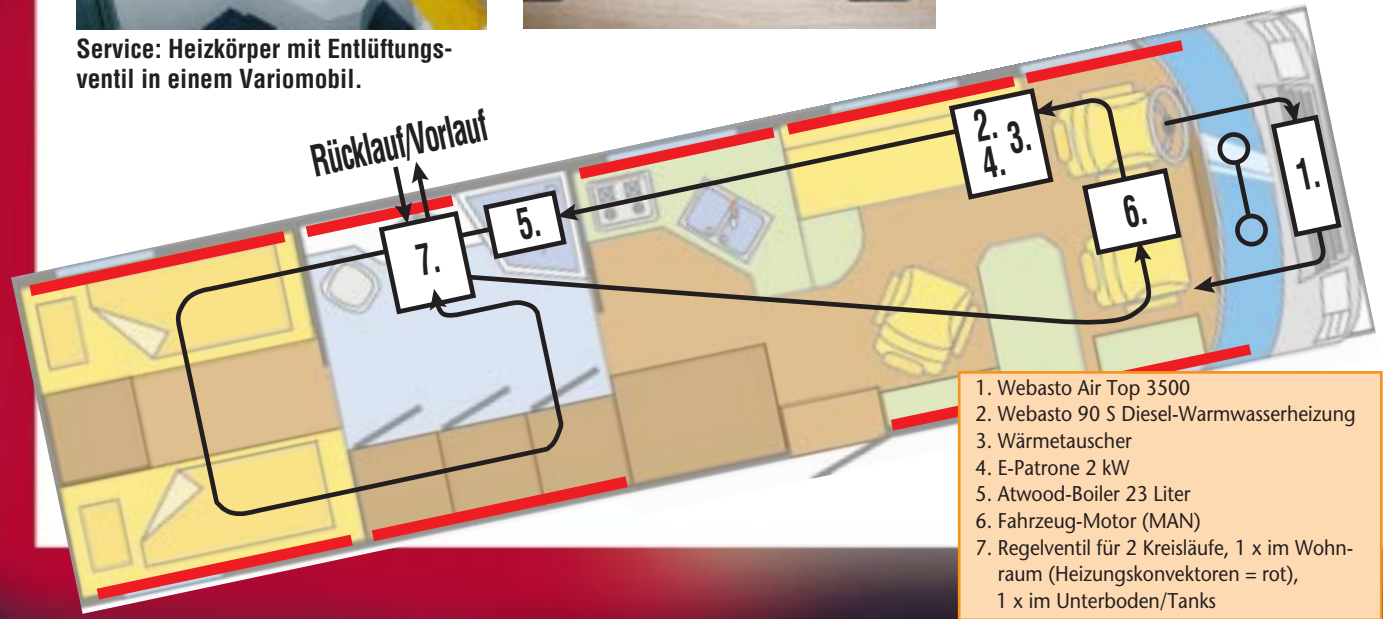 Service: Heizkörper mit Entlüftungs-
ventil in einem Variomobil.
Rücklauf/Vorlauf
2.
3.
4.
1.
5.
6.
7.
1. Webasto Air Top 3500
2. Webasto 90 S Diesel-Warmwasserheizung
3. Wärmetauscher
4. E-Patrone 2 kW
5. Atwood-Boiler 23 Liter
6. Fahrzeug-Motor (MAN)
7. Regelventil für 2 Kreisläufe, 1 x im Wohn-
raum (Heizungskonvektoren = rot),
1 x im Unterboden/Tanks